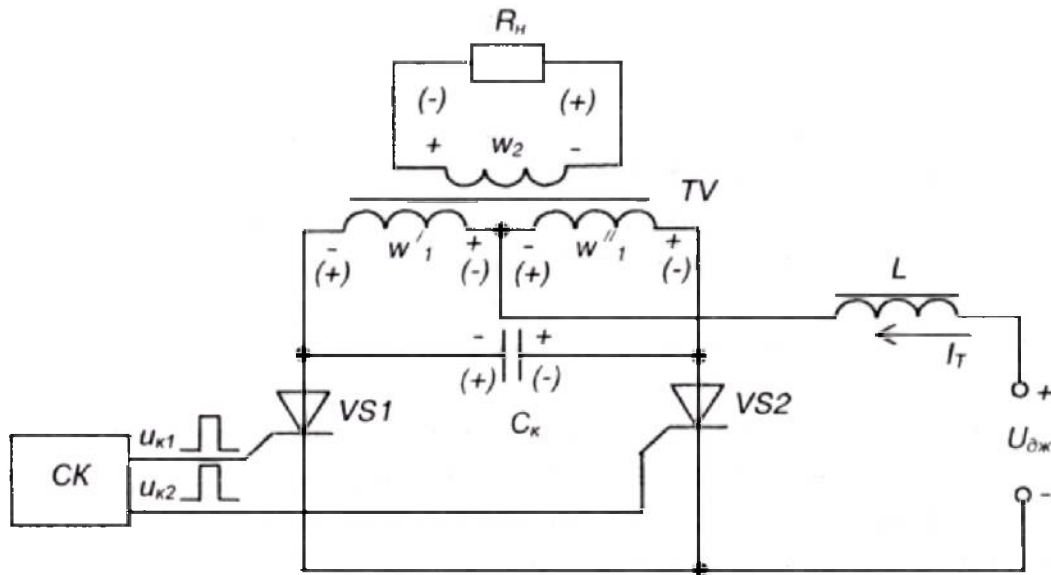 Rн
(-) (+)
+ w2 -
TV
- w'1 + - w''1 +
(+) (-) (+) (-)
L
IT
- +
(+) (-)
Cк
VS1
VS2
+
Uдж
-
СК
uк1
uк2